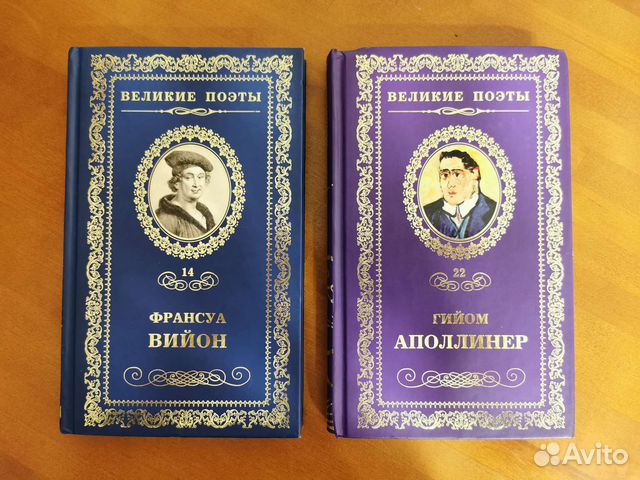 ВЕЛИКИЕ ПОЭТЫ
14
ФРАНСУА
ВИЙОН
ВЕЛИКИЕ ПОЭТЫ
22
ГИЙОМ
АПОЛЛИНЕР
Avito